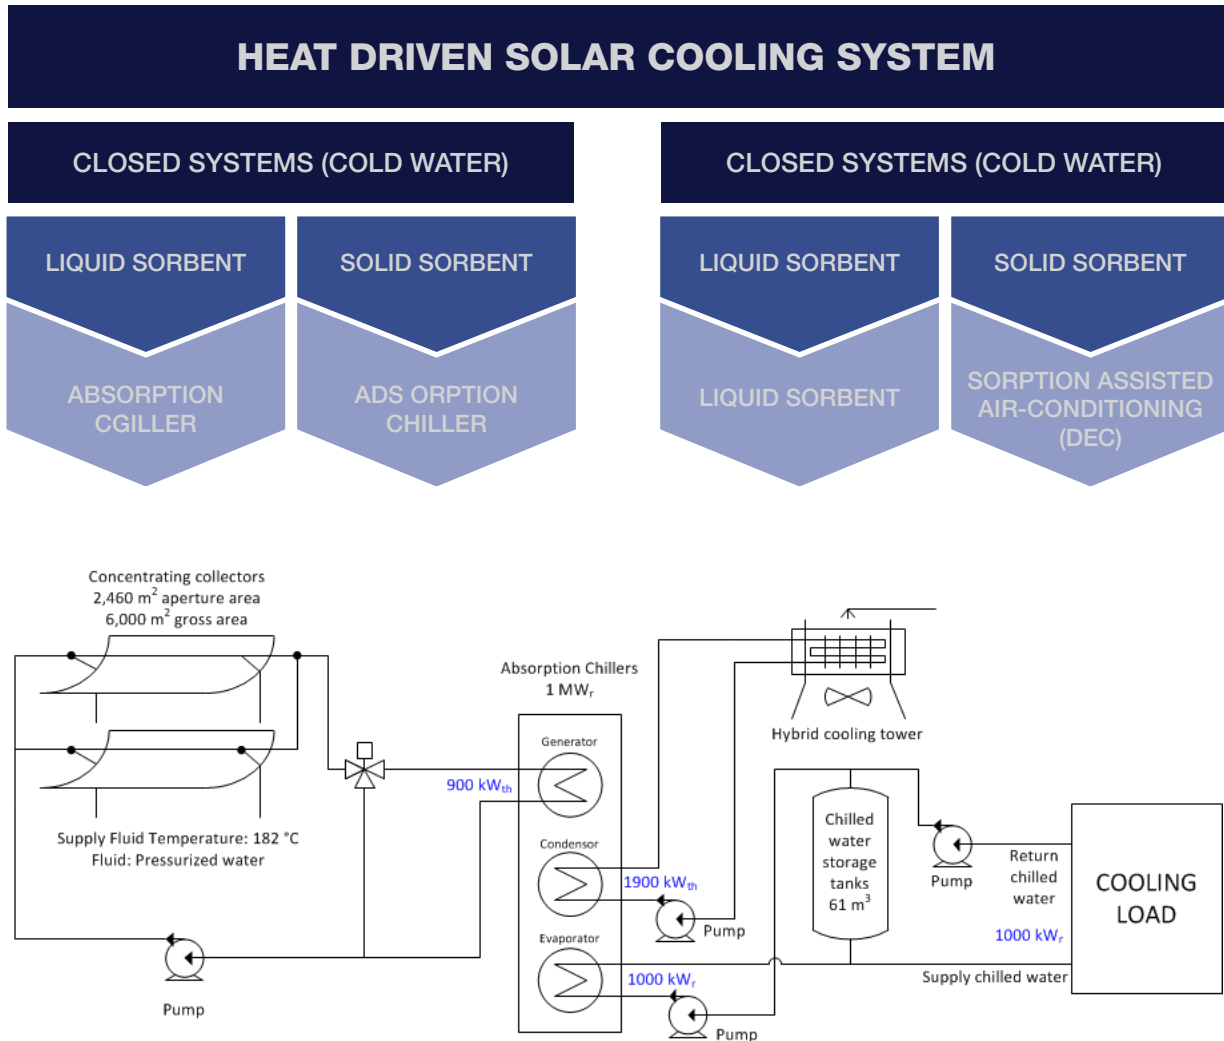 HEAT DRIVEN SOLAR COOLING SYSTEM
CLOSED SYSTEMS (COLD WATER)
CLOSED SYSTEMS (COLD WATER)
LIQUID SORBENT
SOLID SORBENT
LIQUID SORBENT
SOLID SORBENT
ABSORPTION
CGILLER
ADS ORPTION
CHILLER
LIQUID SORBENT
SORPTION ASSISTED
AIR-CONDITIONING
(DEC)
Concentrating collectors
2,460 m² aperture area
6,000 m² gross area
Supply Fluid Temperature: 182 °C
Fluid: Pressurized water
Pump
Absorption Chillers
1 MWr
Generator
900 kWth
Condensor
1900 kWth
Pump
Evaporator
1000 kWr
Pump
Hybrid cooling tower
Chilled
water
storage
tanks
61 m³
Pump
Return
chilled
water
1000 kWr
Supply chilled water
COOLING
LOAD